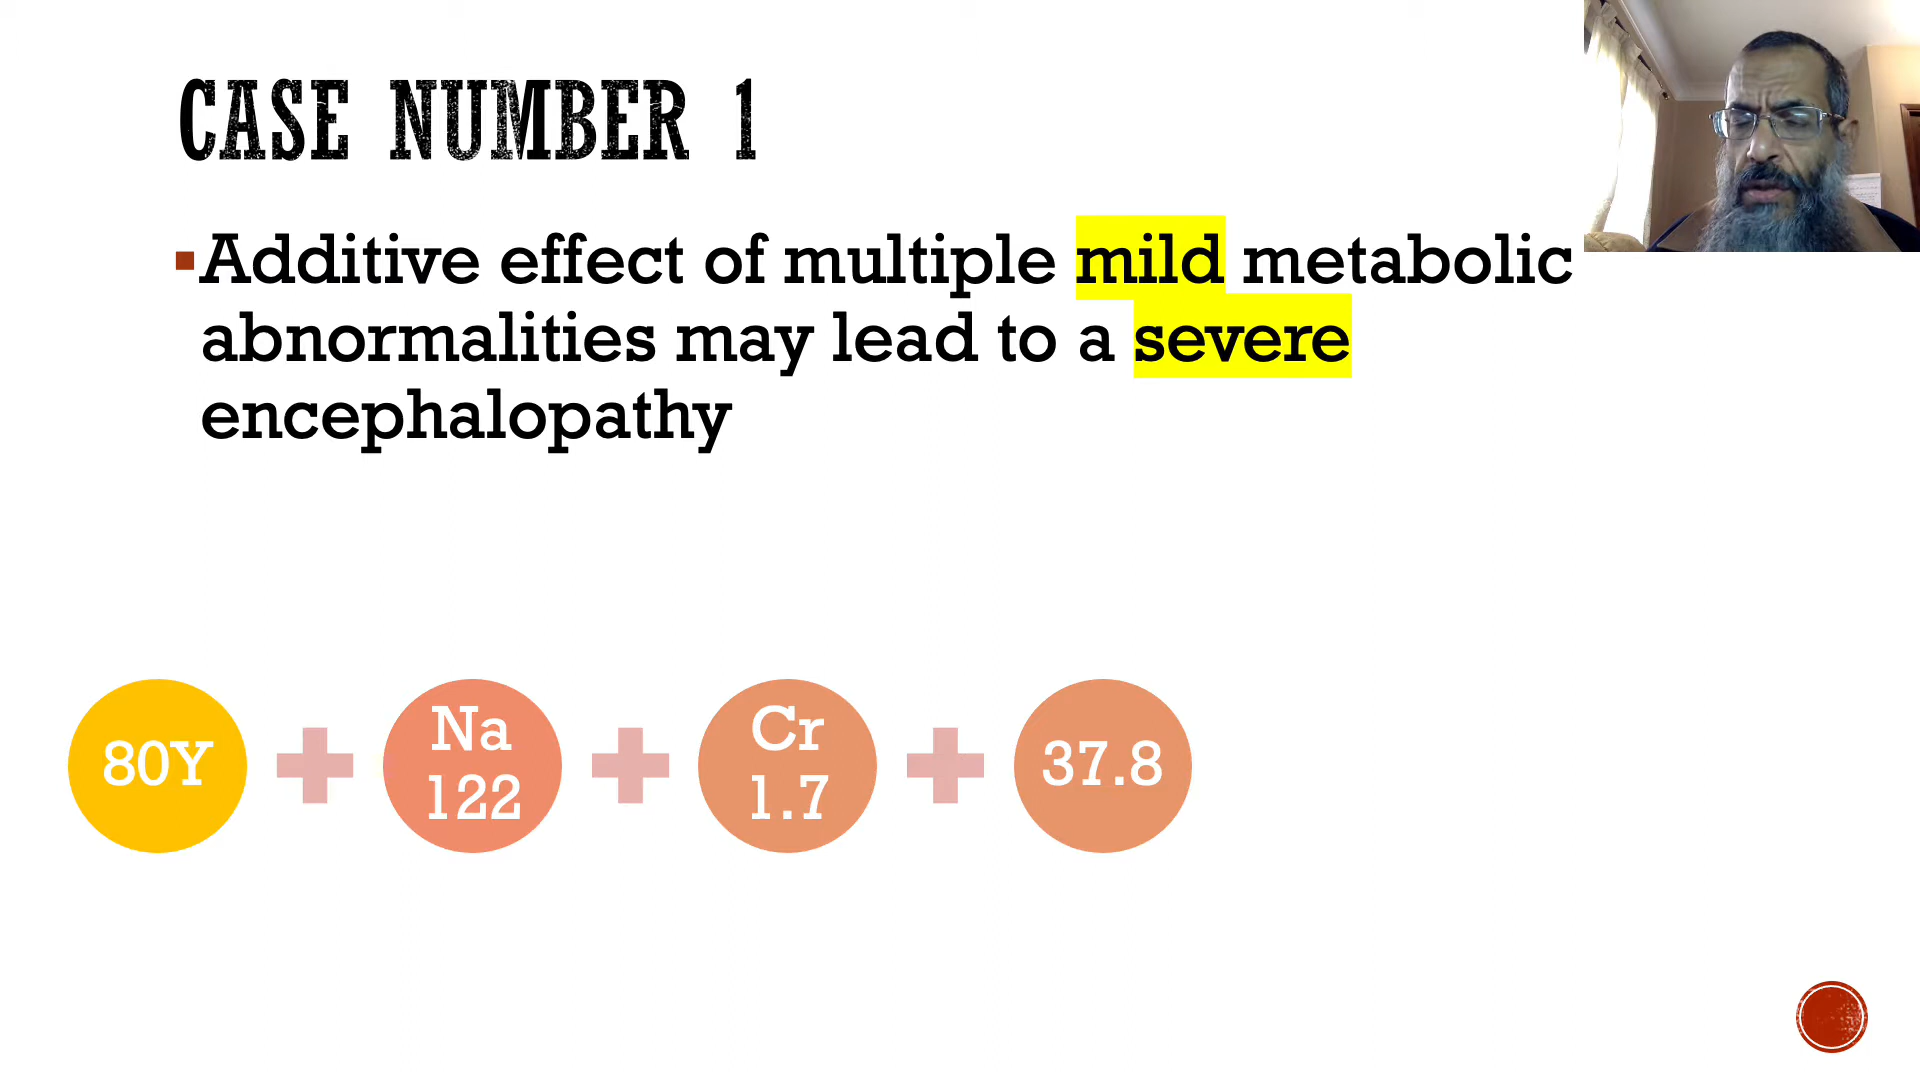 CASE NUMBER 1
Additive effect of multiple mild metabolic
abnormalities may lead to a severe
encephalopathy
80Y
Na
122
Cr
1.7
37.8